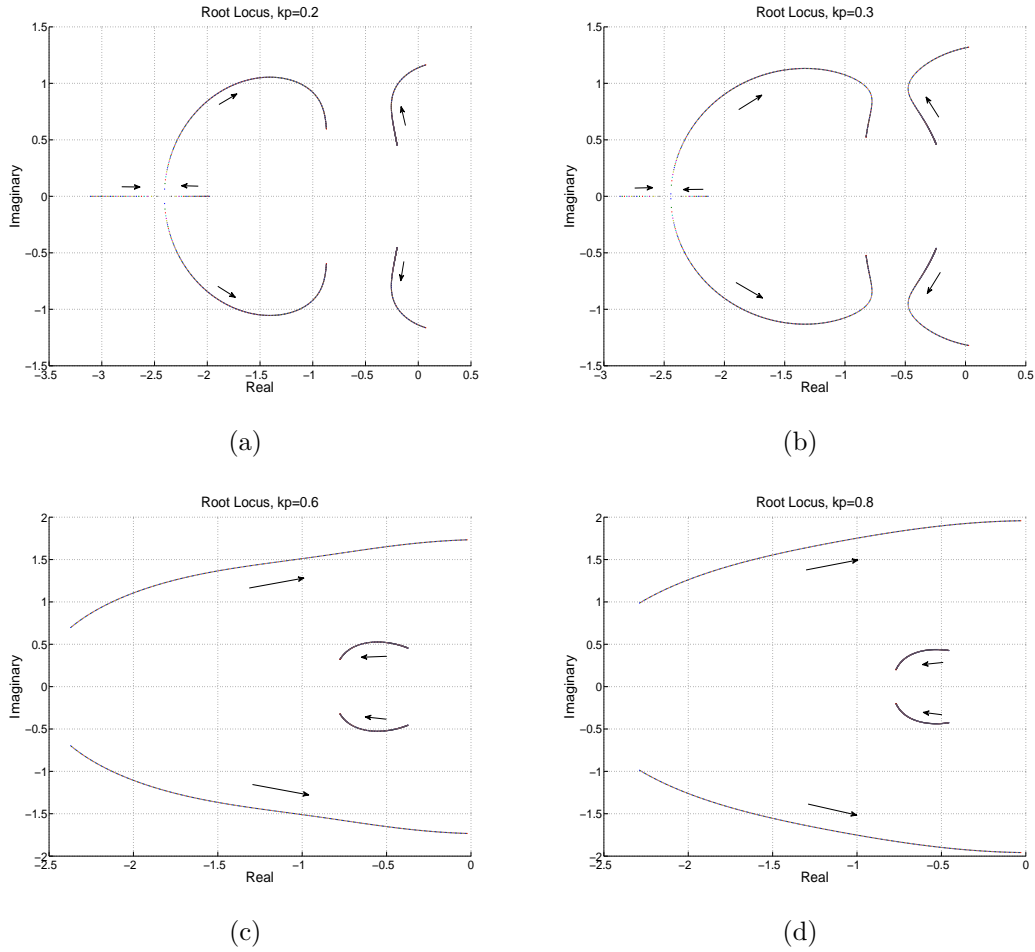 Root Locus, kp=0.2
1.5
1
0.5
0
−0.5
−1
−1.5
Imaginary
−3.5 −3 −2.5 −2 −1.5 −1 −0.5 0 0.5
Real
(a)
Root Locus, kp=0.3
1.5
1
0.5
0
−0.5
−1
−1.5
Imaginary
−3 −2.5 −2 −1.5 −1 −0.5 0 0.5
Real
(b)
Root Locus, kp=0.6
2
1.5
1
0.5
0
−0.5
−1
−1.5
−2
Imaginary
−2.5 −2 −1.5 −1 −0.5 0
Real
(c)
Root Locus, kp=0.8
2
1.5
1
0.5
0
−0.5
−1
−1.5
−2
Imaginary
−2.5 −2 −1.5 −1 −0.5 0
Real
(d)